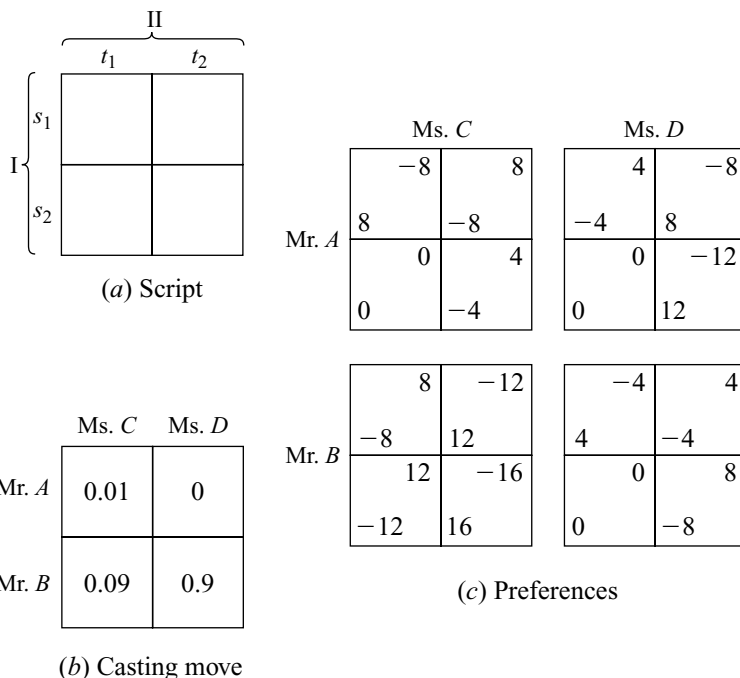 II
t₁ t₂
I
s₁
s₂
(a) Script
Ms. C Ms. D
Mr. A 0.01 0
Mr. B 0.09 0.9
(b) Casting move
Ms. C Ms. D
−8 8 4 −8
8 −8 −4 8
Mr. A
0 4 0 −12
0 −4 0 12
8 −12 −4 4
−8 12 4 −4
Mr. B
12 −16 0 8
−12 16 0 −8
(c) Preferences